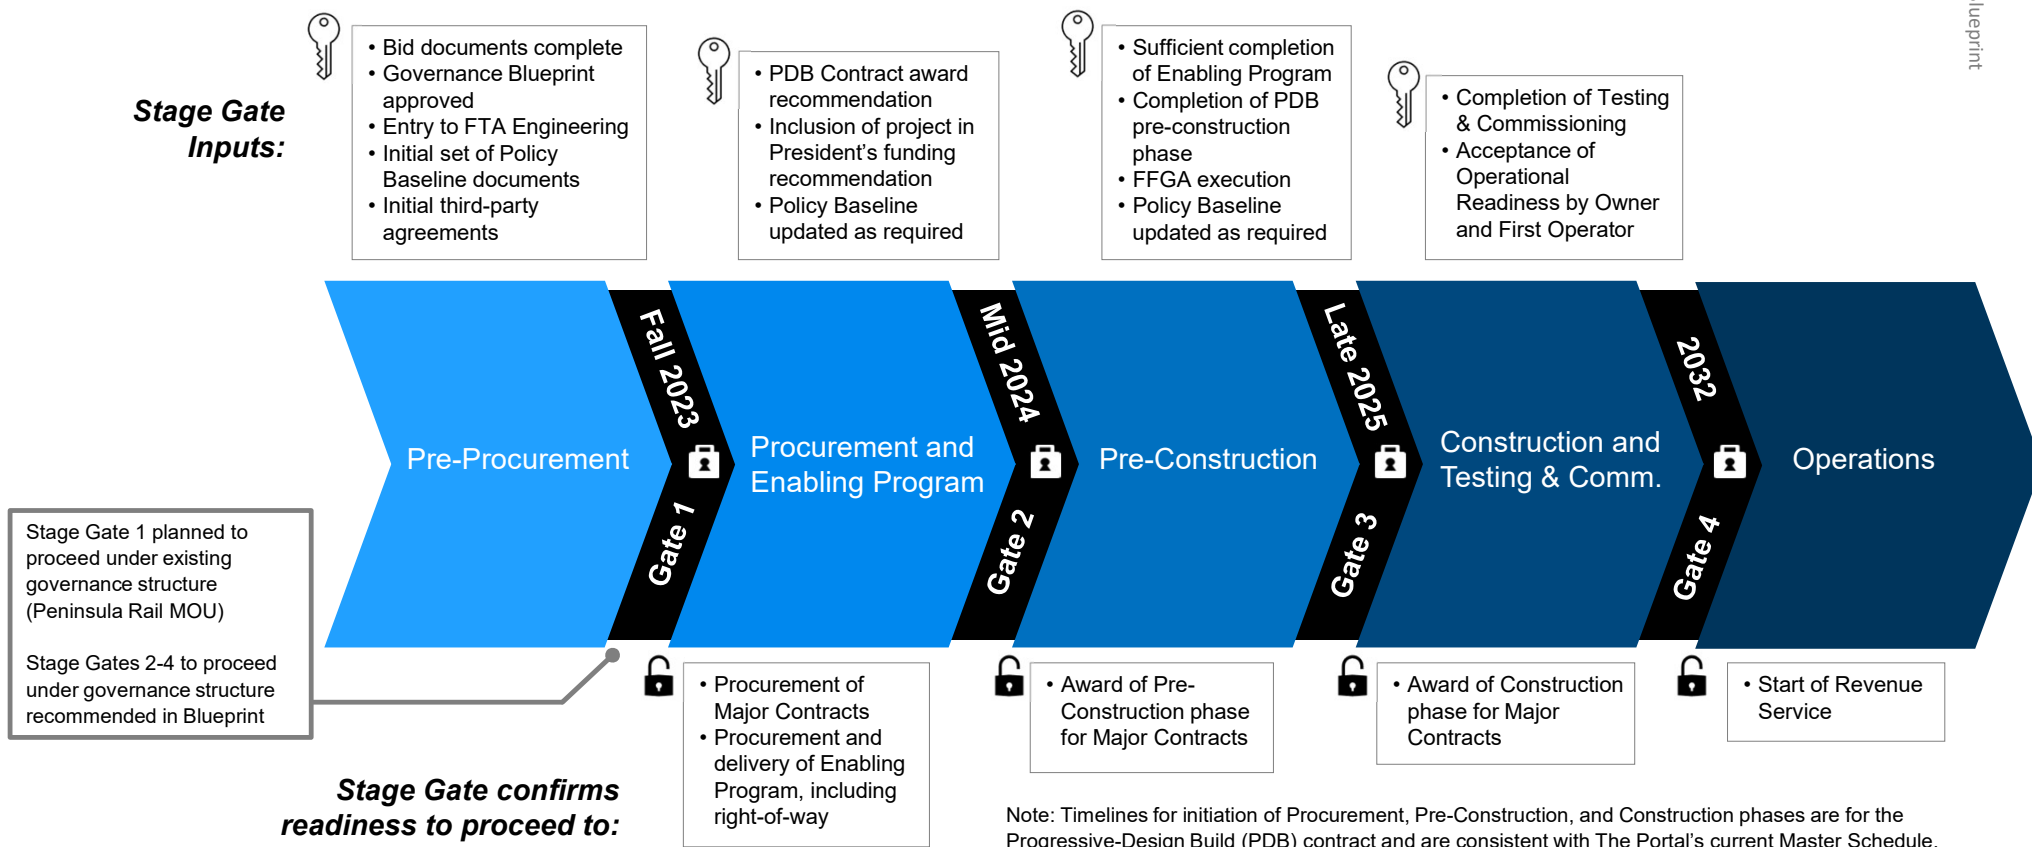 Stage Gate
Inputs:
• Bid documents complete
• Governance Blueprint
approved
• Entry to FTA Engineering
• Initial set of Policy
Baseline documents
• Initial third-party
agreements
• PDB Contract award
recommendation
• Inclusion of project in
President’s funding
recommendation
• Policy Baseline
updated as required
• Sufficient completion
of Enabling Program
• Completion of PDB
pre-construction
phase
• FFGA execution
• Policy Baseline
updated as required
• Completion of Testing
& Commissioning
• Acceptance of
Operational
Readiness by Owner
and First Operator
Pre-Procurement
Fall 2023
Gate 1
Procurement and
Enabling Program
Mid 2024
Gate 2
Pre-Construction
Late 2025
Gate 3
Construction and
Testing & Comm.
2032
Gate 4
Operations
Stage Gate 1 planned to
proceed under existing
governance structure
(Peninsula Rail MOU)
Stage Gates 2-4 to proceed
under governance structure
recommended in Blueprint
Stage Gate confirms
readiness to proceed to:
• Procurement of
Major Contracts
• Procurement and
delivery of Enabling
Program, including
right-of-way
• Award of Pre-
Construction phase
for Major Contracts
• Award of Construction
phase for Major
Contracts
• Start of Revenue
Service
Note: Timelines for initiation of Procurement, Pre-Construction, and Construction phases are for the
Progressive-Design Build (PDB) contract and are consistent with The Portal’s current Master Schedule.